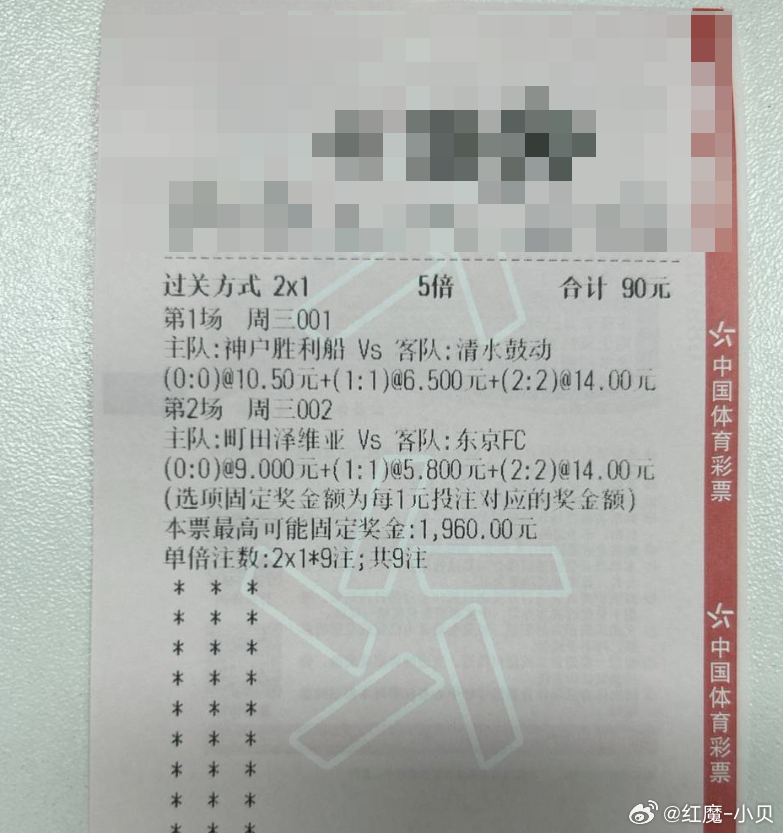 过关方式 2x1 5倍 合计 90元
第1场 周三001
主队:神户胜利船 Vs 客队:清水鼓动
(0:0)@10.50元+(1:1)@6.500元+(2:2)@14.00元
第2场 周三002
主队:町田泽维亚 Vs 客队:东京FC
(0:0)@9.000元+(1:1)@5.800元+(2:2)@14.00元
(选项固定奖金额为每1元投注对应的奖金额)
本票最高可能固定奖金:1,960.00元
单倍注数:2x1*9注;共9注
* * *
* * *
* * *
* * *
* * *
* * *
* * *
* * *
* * *
中国体育彩票
中国体育彩票
@红魔-小贝